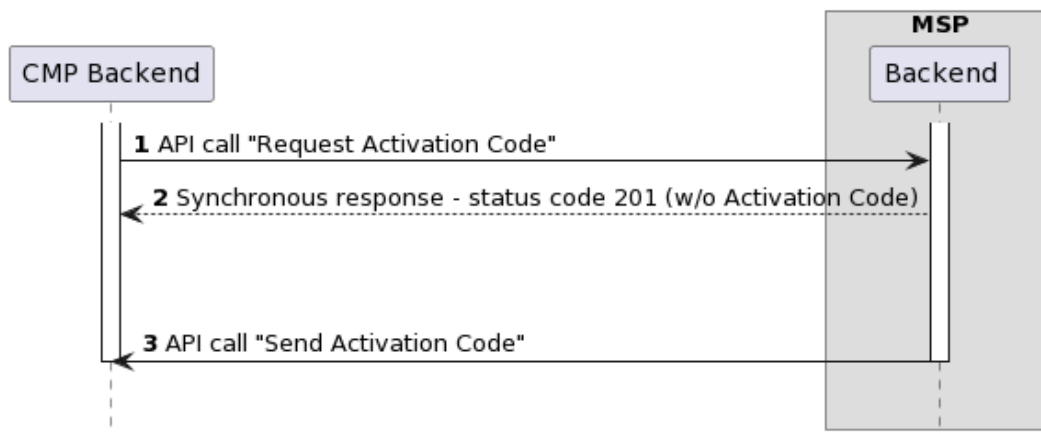 MSP
CMP Backend
Backend
1 API call "Request Activation Code"
2 Synchronous response - status code 201 (w/o Activation Code)
3 API call "Send Activation Code"